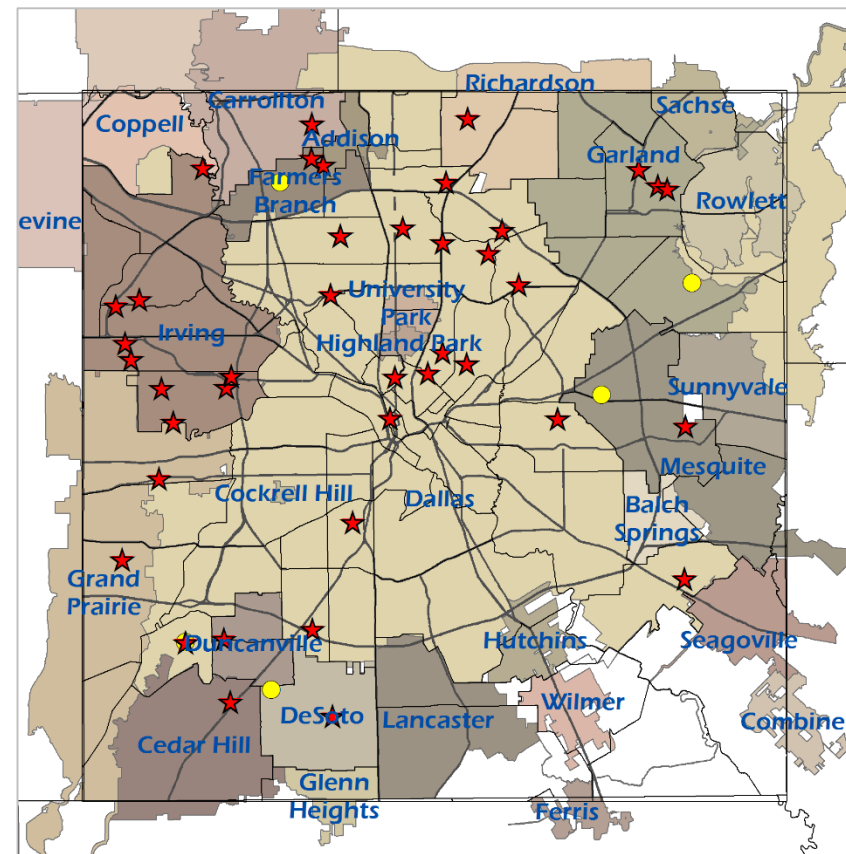 Richardson
Carrollton
Sachse
Coppell
Addison
Garland
Farmers
Branch
Rowlett
evine
University
Park
Irving
Highland Park
Sunnyvale
Mesquite
Cockrell Hill
Dallas
Balch
Springs
Grand
Prairie
Duncanville
Hutchins
Seagoville
Wilmer
DeSoto
Lancaster
Combine
Cedar Hill
Glenn
Heights
Ferris